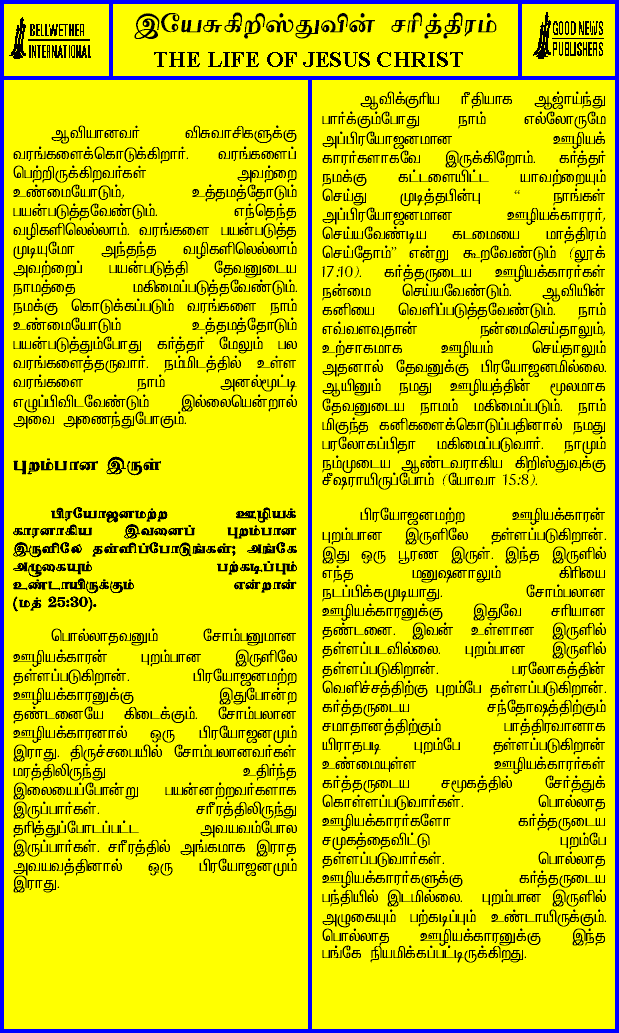 BELLWETHER
INTERNATIONAL
இயேசுகிறிஸ்துவின் சரித்திரம்
THE LIFE OF JESUS CHRIST
GOOD NEWS
PUBLISHERS
ஆவியானவர் விசுவாசிகளுக்கு
வரங்களைக்கொடுக்கிறார். வரங்களைப்
பெற்றிருக்கிறவர்கள் அவற்றை
உண்மையோடும், உத்தமத்தோடும்
பயன்படுத்தவேண்டும். எந்தெந்த
வழிகளிலெல்லாம். வரங்களை பயன்படுத்த
முடியுமோ அந்தந்த வழிகளிலெல்லாம்
அவற்றைப் பயன்படுத்தி தேவனுடைய
நாமத்தை மகிமைப்படுத்தவேண்டும்.
நமக்கு கொடுக்கப்படும் வரங்களை நாம்
உண்மையோடும் உத்தமத்தோடும்
பயன்படுத்தும்போது கர்த்தர் மேலும் பல
வரங்களைத்தருவார். நம்மிடத்தில் உள்ள
வரங்களை நாம் அனல்மூட்டி
எழுப்பிவிடவேண்டும் இல்லையென்றால்
அவை அணைந்துபோகும்.
புறம்பான இருள்
பிரயோஜனமற்ற ஊழியக்
காரனாகிய இவனைப் புறம்பான
இருளிலே தள்ளிப்போடுங்கள்; அங்கே
அழுகையும் பற்கடிப்பும்
உண்டாயிருக்கும் என்றான்
(மத் 25:30).
பொல்லாதவனும் சோம்பனுமான
ஊழியக்காரன் புறம்பான இருளிலே
தள்ளப்படுகிறான். பிரயோஜனமற்ற
ஊழியக்காரனுக்கு இதுபோன்ற
தண்டனையே கிடைக்கும். சோம்பலான
ஊழியக்காரனால் ஒரு பிரயோஜனமும்
இராது. திருச்சபையில் சோம்பலானவர்கள்
மரத்திலிருந்து உதிர்ந்த
இலையைப்போன்று பயனற்றவர்களாக
இருப்பார்கள். சரீரத்திலிருந்து
தரித்துப்போடப்பட்ட அவயவம்போல
இருப்பார்கள். சரீரத்தில் அங்கமாக இராத
அவயவத்தினால் ஒரு பிரயோஜனமும்
இராது.
ஆவிக்குரிய ரீதியாக ஆஜாய்ந்து
பார்க்கும்போது நாம் எல்லோருமே
அப்பிரயோஜனமான ஊழியக்
காரர்களாகவே இருக்கிறோம். கர்த்தர்
நமக்கு கட்டளையிட்ட யாவற்றையும்
செய்து முடித்தபின்பு " நாங்கள்
அப்பிரயோஜனமான ஊழியக்காரரர்,
செய்யவேண்டிய கடமையை மாத்திரம்
செய்தோம்" என்று கூறவேண்டும் (லூக்
17:10). கர்த்தருடைய ஊழியக்காரர்கள்
நன்மை செய்யவேண்டும். ஆவியின்
கனியை வெளிப்படுத்தவேண்டும். நாம்
எவ்வளவுதான் நன்மைசெய்தாலும்,
உற்சாகமாக ஊழியம் செய்தாலும்
அதனால் தேவனுக்கு பிரயோஜனமில்லை.
ஆயினும் நமது ஊழியத்தின் மூலமாக
தேவனுடைய நாமம் மகிமைப்படும். நாம்
மிகுந்த கனிகளைக்கொடுப்பதினால் நமது
பரலோகப்பிதா மகிமைப்படுவார். நாமும்
நம்முடைய ஆண்டவராகிய கிறிஸ்துவுக்கு
சீஷராயிருப்போம் (யோவா 15:8).
பிரயோஜனமற்ற ஊழியக்காரன்
புறம்பான இருளிலே தள்ளப்படுகிறான்.
இது ஒரு பூரண இருள். இந்த இருளில்
எந்த மனுஷனாலும் கிரியை
நடப்பிக்கமுடியாது. சோம்பலான
ஊழியக்காரனுக்கு இதுவே சரியான
தண்டனை. இவன் உள்ளான இருளில்
தள்ளப்படவில்லை. புறம்பான இருளில்
தள்ளப்படுகிறான். பரலோகத்தின்
வெளிச்சத்திற்கு புறம்பே தள்ளப்படுகிறான்.
கர்த்தருடைய சந்தோஷத்திற்கும்
சமாதானத்திற்கும் பாத்திரவானாக
யிராதபடி புறம்பே தள்ளப்படுகிறான்
உண்மையுள்ள ஊழியக்காரர்கள்
கர்த்தருடைய சமூகத்தில் சேர்த்துக்
கொள்ளப்படுவார்கள். பொல்லாத
ஊழியக்காரர்களோ கர்த்தருடைய
சமுகத்தைவிட்டு புறம்பே
தள்ளப்படுவார்கள். பொல்லாத
ஊழியக்காரர்களுக்கு கர்த்தருடைய
பந்தியில் இடமில்லை. புறம்பான இருளில்
அழுகையும் பற்கடிப்பும் உண்டாயிருக்கும்.
பொல்லாத ஊழியக்காரனுக்கு இந்த
பங்கே நியமிக்கப்பட்டிருக்கிறது.